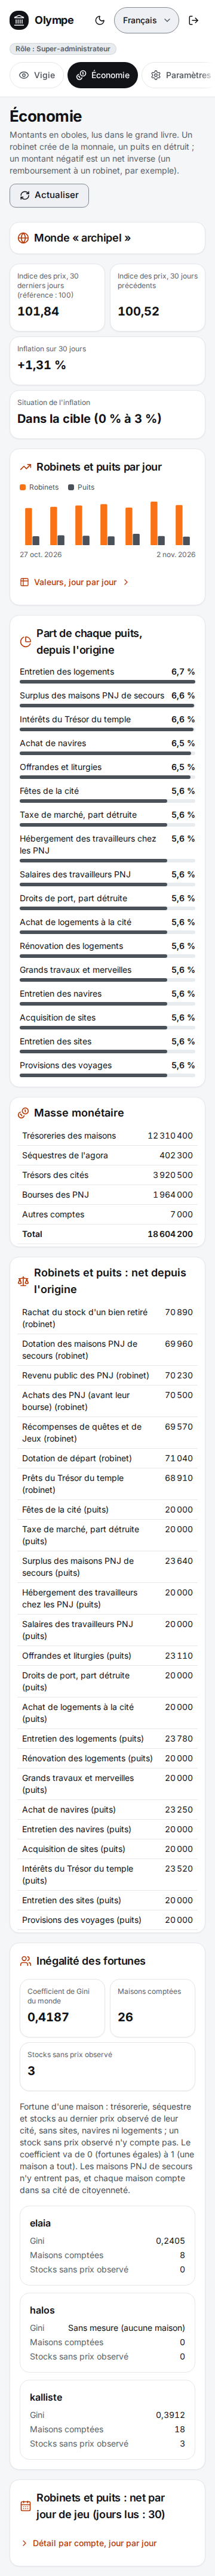 Olympe
Français
Rôle : Super-administrateur
Vigie
Économie
Paramètres
Économie
Montants en oboles, lus dans le grand livre. Un
robinet crée de la monnaie, un puits en détruit ;
un montant négatif est un net inverse (un
remboursement à un robinet, par exemple).
Actualiser
Monde « archipel »
Indice des prix, 30
derniers jours
(référence : 100)
101,84
Indice des prix, 30 jours
précédents
100,52
Inflation sur 30 jours
+1,31 %
Situation de l'inflation
Dans la cible (0 % à 3 %)
Robinets et puits par jour
Robinets
Puits
27 oct. 2026
2 nov. 2026
Valeurs, jour par jour
Part de chaque puits,
depuis l'origine
Entretien des logements 6,7 %
Surplus des maisons PNJ de secours 6,6 %
Intérêts du Trésor du temple 6,6 %
Achat de navires 6,5 %
Offrandes et liturgies 6,5 %
Fêtes de la cité 5,6 %
Taxe de marché, part détruite 5,6 %
Hébergement des travailleurs chez 5,6 %
les PNJ
Salaires des travailleurs PNJ 5,6 %
Droits de port, part détruite 5,6 %
Achat de logements à la cité 5,6 %
Rénovation des logements 5,6 %
Grands travaux et merveilles 5,6 %
Entretien des navires 5,6 %
Acquisition de sites 5,6 %
Entretien des sites 5,6 %
Provisions des voyages 5,6 %
Masse monétaire
Trésoreries des maisons 12 310 400
Séquestres de l'agora 402 300
Trésors des cités 3 920 500
Bourses des PNJ 1 964 000
Autres comptes 7 000
Total 18 604 200
Robinets et puits : net depuis
l'origine
Rachat du stock d'un bien retiré 70 890
(robinet)
Dotation des maisons PNJ de 69 960
secours (robinet)
Revenu public des PNJ (robinet) 70 230
Achats des PNJ (avant leur 70 500
bourse) (robinet)
Récompenses de quêtes et de 69 570
Jeux (robinet)
Dotation de départ (robinet) 71 040
Prêts du Trésor du temple 68 910
(robinet)
Fêtes de la cité (puits) 20 000
Taxe de marché, part détruite 20 000
(puits)
Surplus des maisons PNJ de 23 640
secours (puits)
Hébergement des travailleurs 20 000
chez les PNJ (puits)
Salaires des travailleurs PNJ 20 000
(puits)
Offrandes et liturgies (puits) 23 110
Droits de port, part détruite 20 000
(puits)
Achat de logements à la cité 20 000
(puits)
Entretien des logements (puits) 23 780
Rénovation des logements (puits) 20 000
Grands travaux et merveilles 20 000
(puits)
Achat de navires (puits) 23 250
Entretien des navires (puits) 20 000
Acquisition de sites (puits) 20 000
Intérêts du Trésor du temple 23 520
(puits)
Entretien des sites (puits) 20 000
Provisions des voyages (puits) 20 000
Inégalité des fortunes
Coefficient de Gini
du monde
0,4187
Maisons comptées
26
Stocks sans prix observé
3
Fortune d'une maison : trésorerie, séquestre
et stocks au dernier prix observé de leur
cité, sans sites, navires ni logements ; un
stock sans prix observé n'y compte pas. Le
coefficient va de 0 (fortunes égales) à 1 (une
maison a tout). Les maisons PNJ de secours
n'y entrent pas, et chaque maison compte
dans sa cité de citoyenneté.
elaia
Gini 0,2405
Maisons comptées 8
Stocks sans prix observé 0
halos
Gini Sans mesure (aucune maison)
Maisons comptées 0
Stocks sans prix observé 0
kalliste
Gini 0,3912
Maisons comptées 18
Stocks sans prix observé 3
Robinets et puits : net par
jour de jeu (jours lus : 30)
Détail par compte, jour par jour